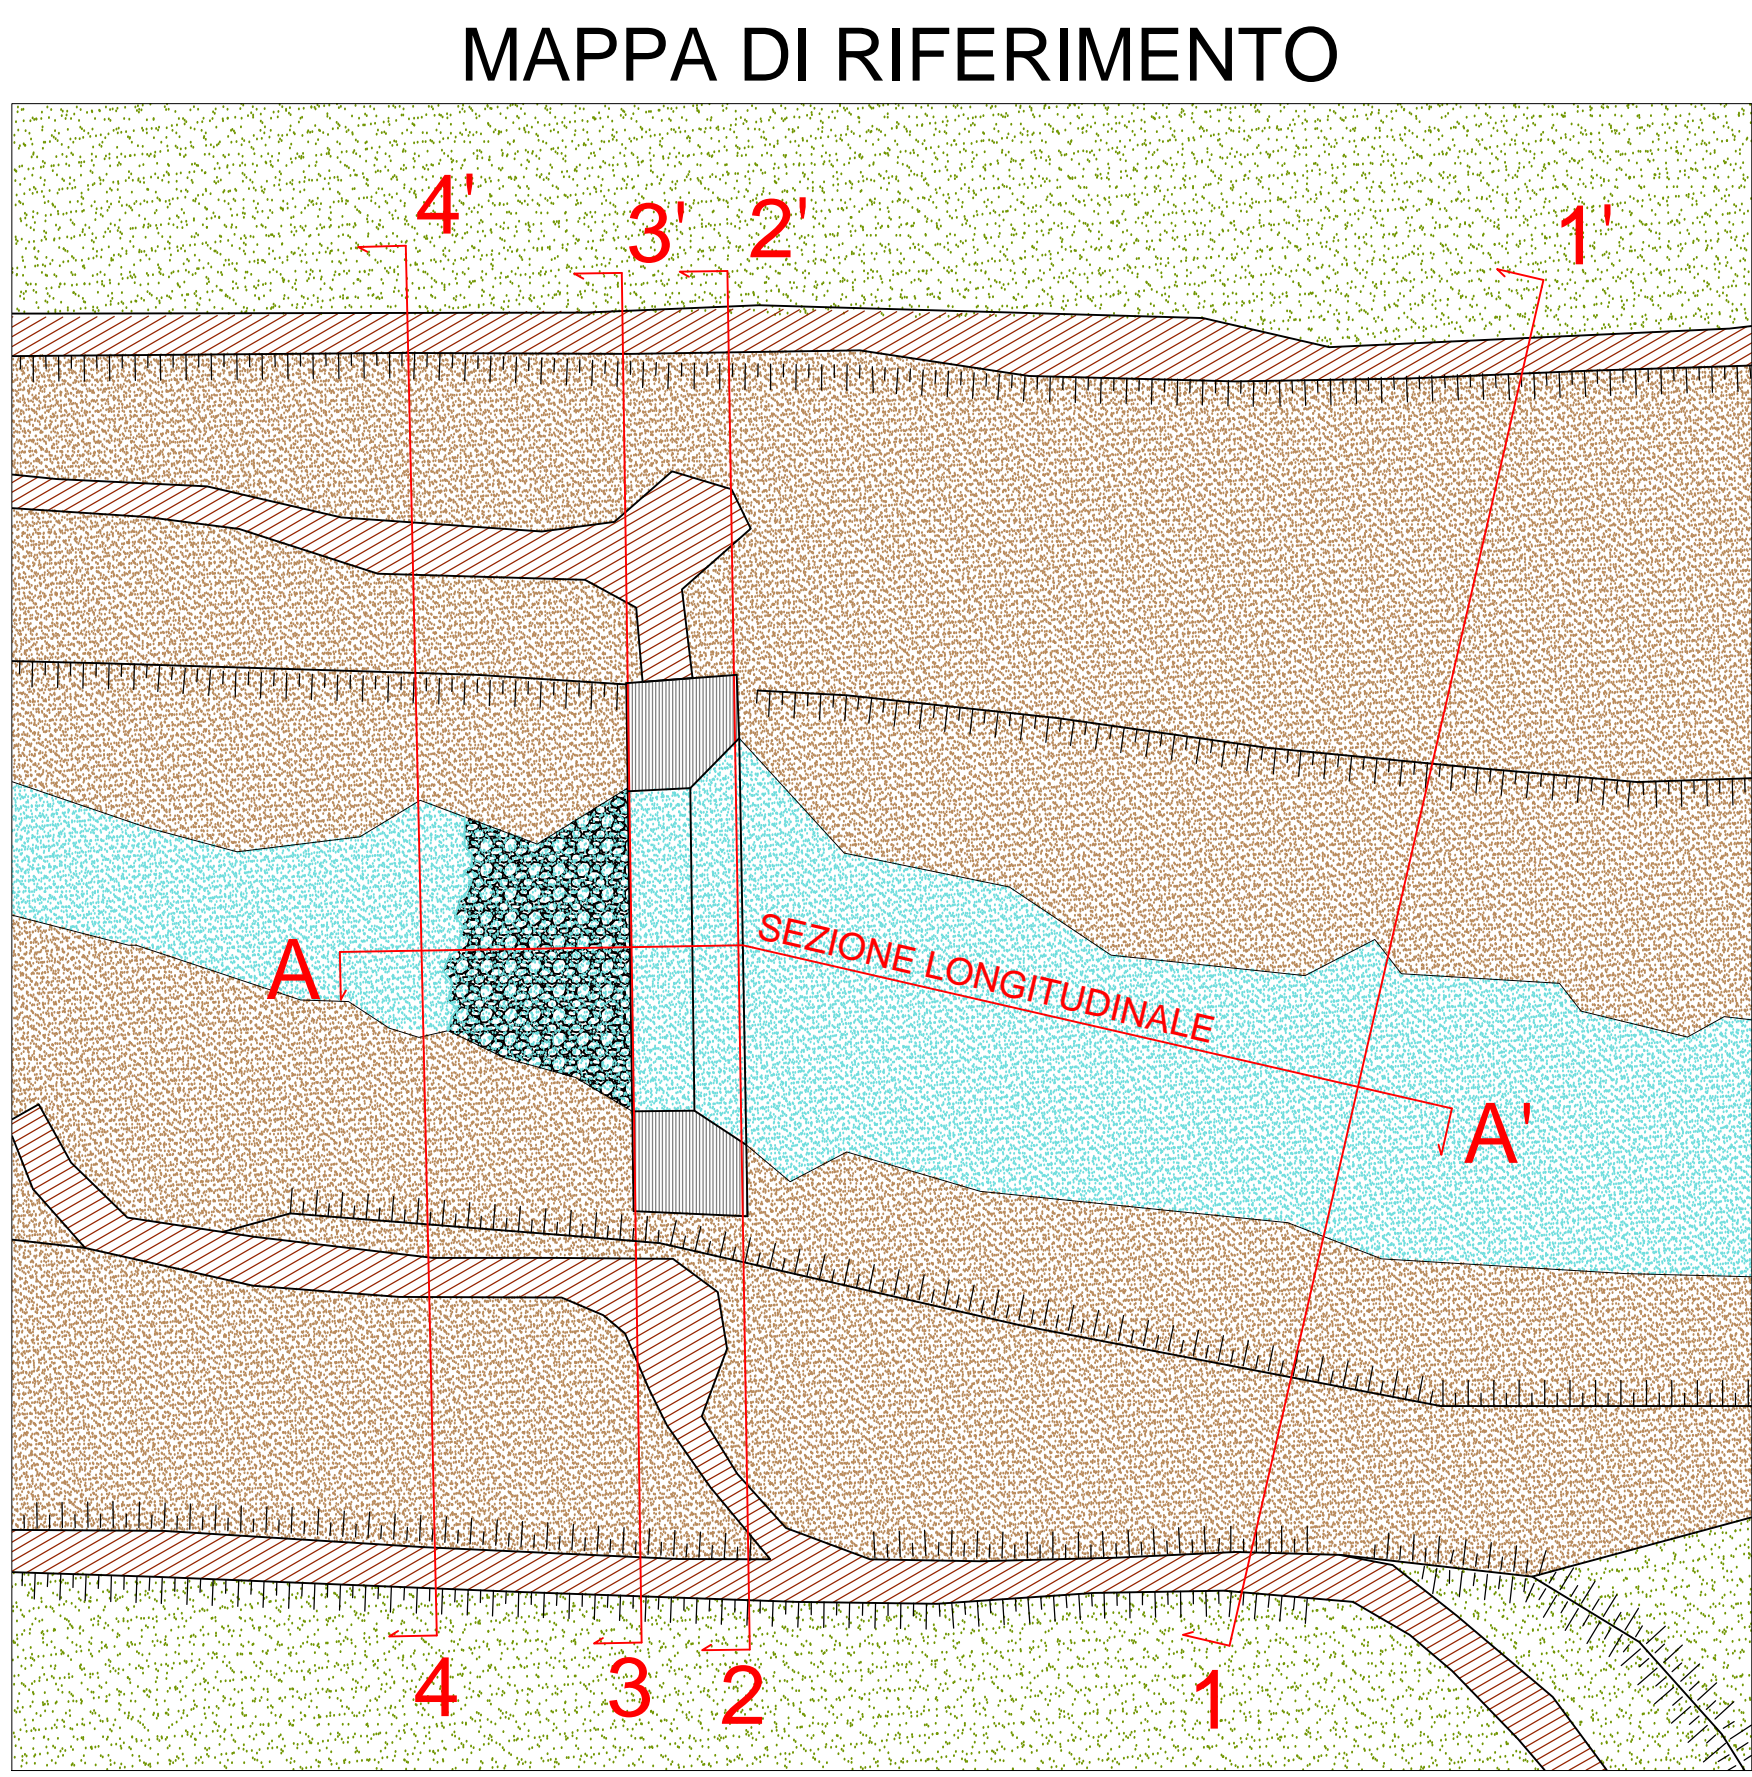 MAPPA DI RIFERIMENTO
4'
3'
2'
1'
SEZIONE LONGITUDINALE
A
A'
4
3
2
1